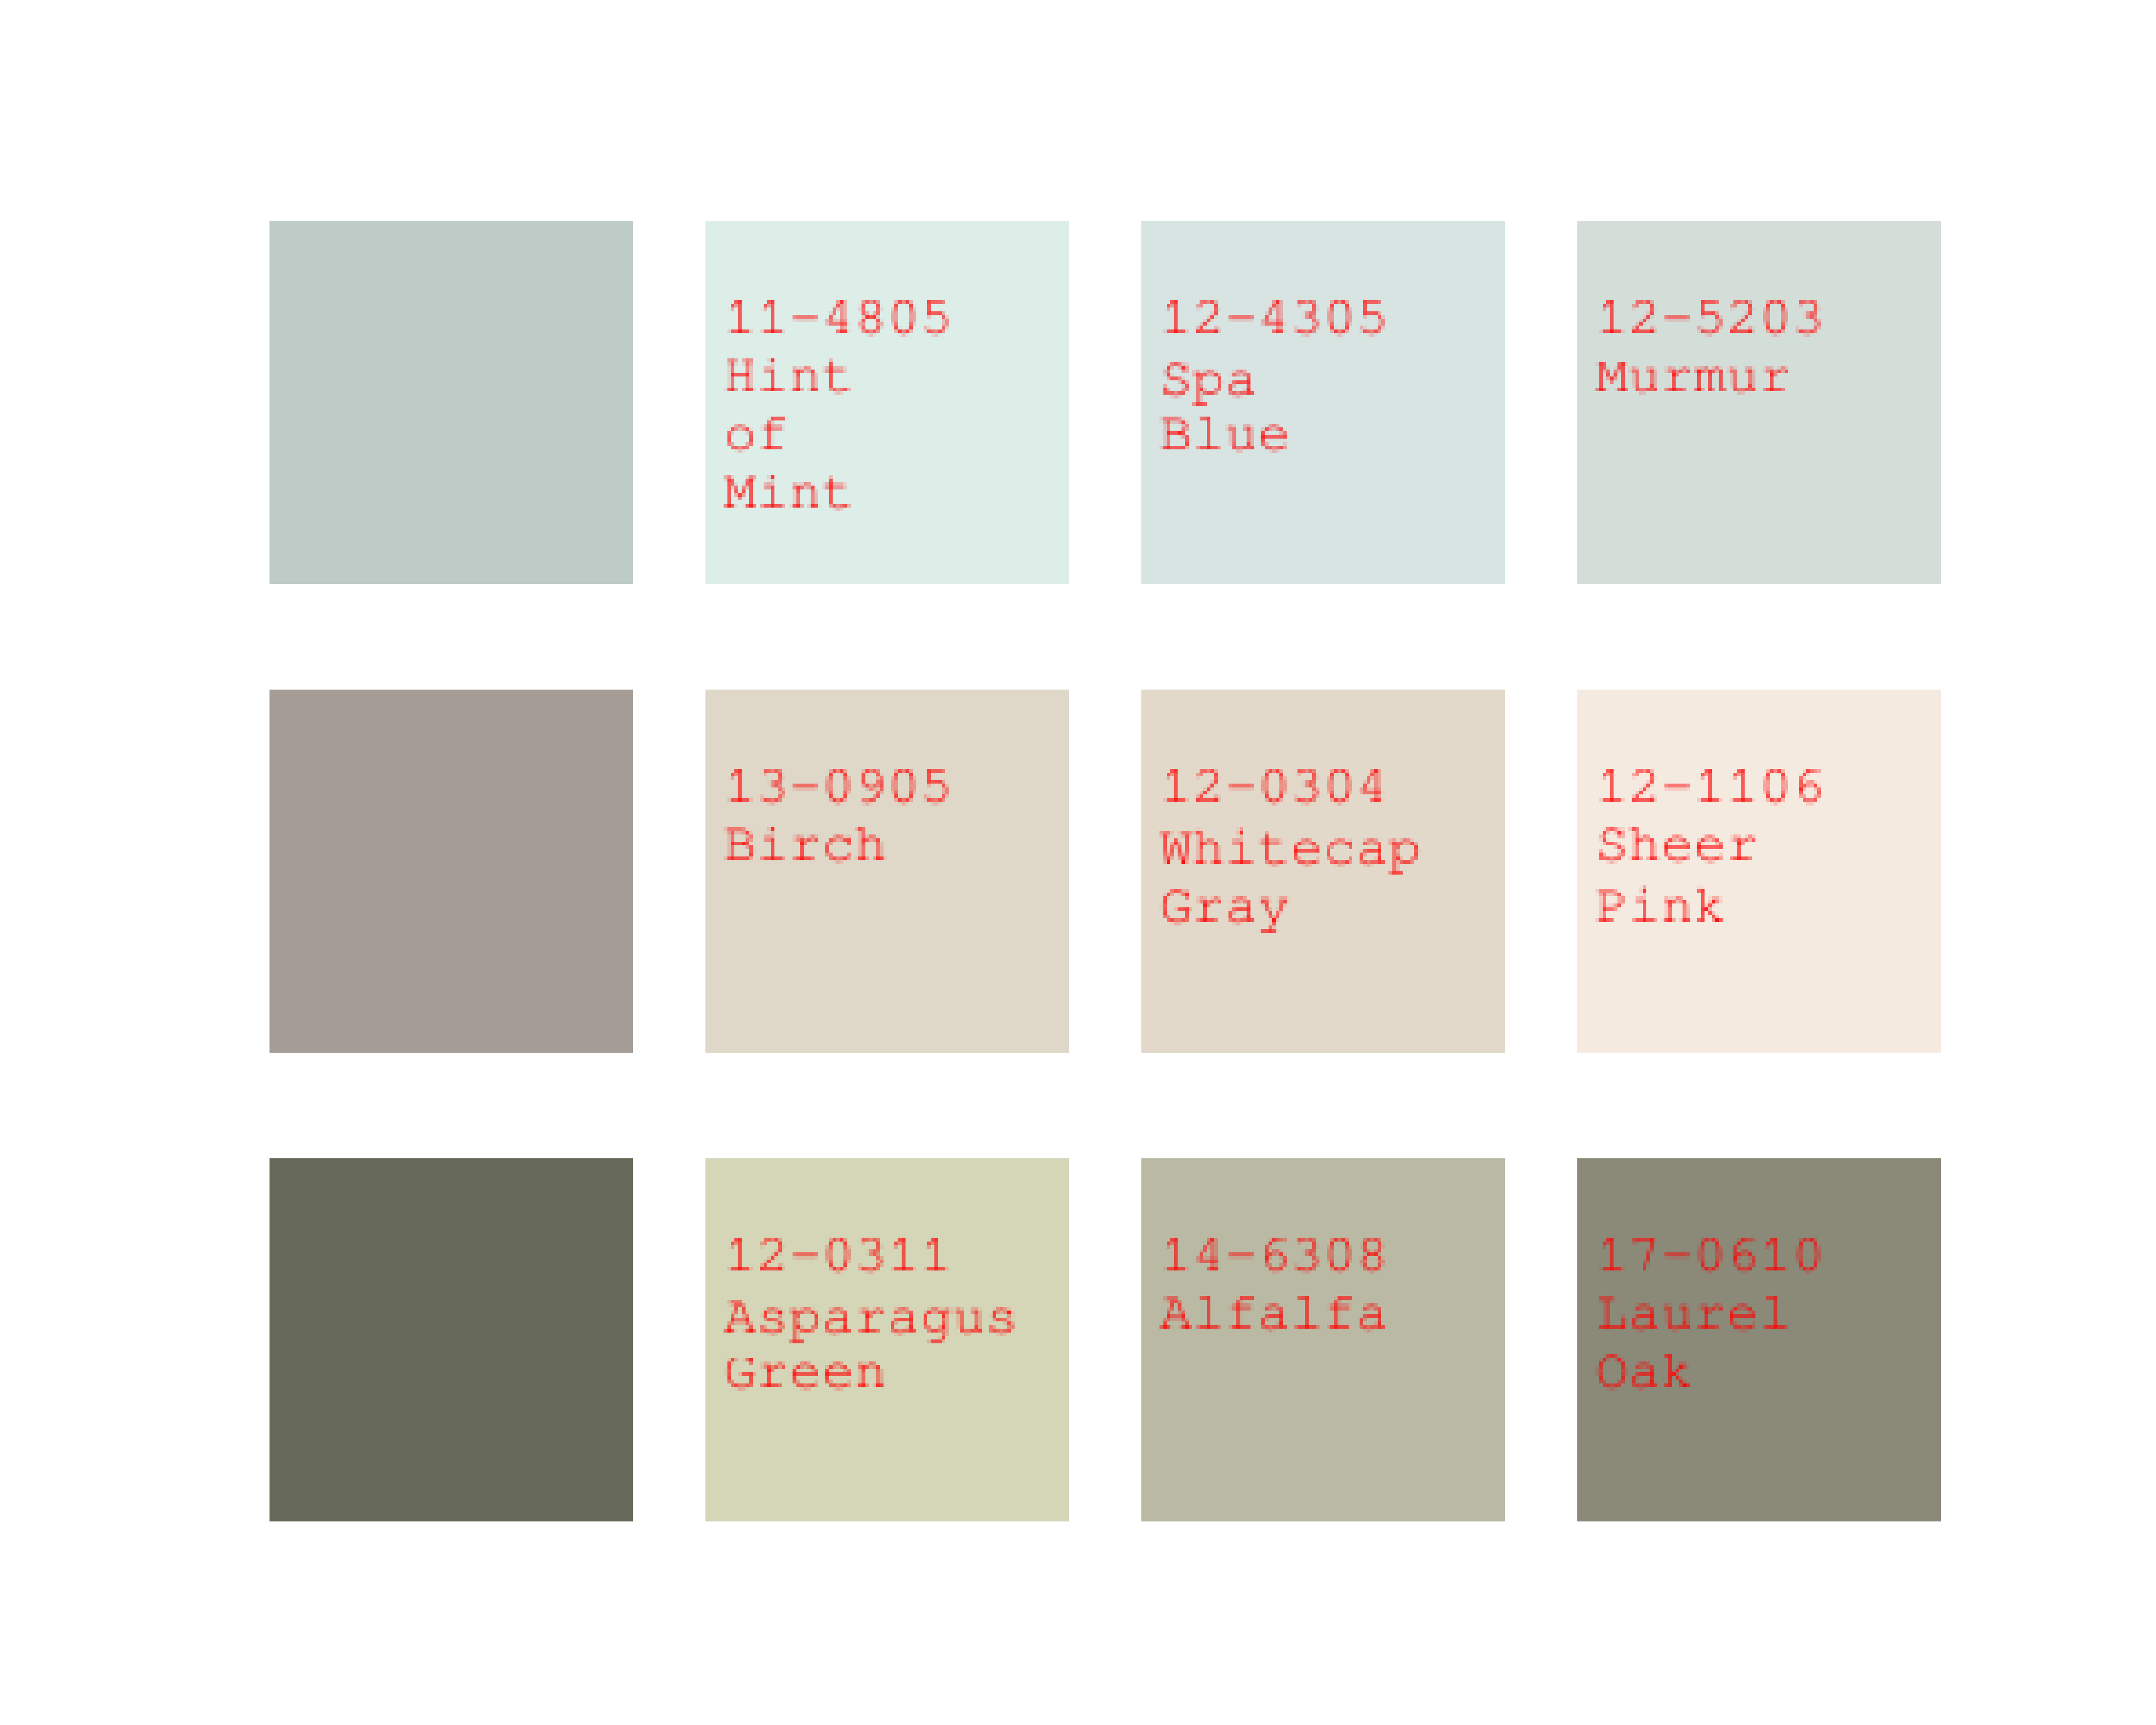 11-4805
Hint
of
Mint
12-4305
Spa
Blue
12-5203
Murmur
13-0905
Birch
12-0304
Whitecap
Gray
12-1106
Sheer
Pink
12-0311
Asparagus
Green
14-6308
Alfalfa
17-0610
Laurel
Oak